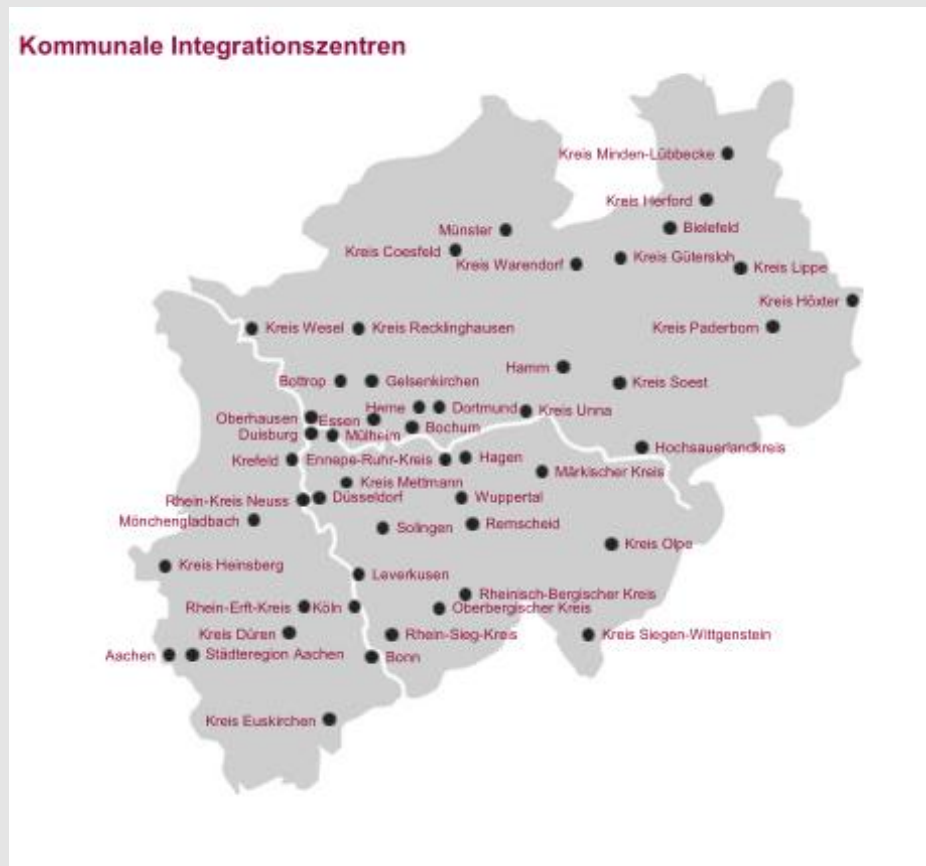 Kommunale Integrationszentren
Kreis Minden-Lübbecke
Kreis Herford
Münster
Bielefeld
Kreis Coesfeld
Kreis Warendorf
Kreis Gütersloh
Kreis Lippe
Kreis Höxter
Kreis Wesel
Kreis Recklinghausen
Kreis Paderborn
Hamm
Bottrop
Gelsenkirchen
Kreis Soest
Herne
Dortmund
Kreis Unna
Oberhausen
Essen
Bochum
Duisburg
Mülheim
Hochsauerlandkreis
Krefeld
Ennepe-Ruhr-Kreis
Hagen
Märkischer Kreis
Kreis Mettmann
Rhein-Kreis Neuss
Düsseldorf
Wuppertal
Mönchengladbach
Solingen
Remscheid
Kreis Olpe
Kreis Heinsberg
Leverkusen
Rheinisch-Bergischer Kreis
Rhein-Erft-Kreis
Köln
Oberbergischer Kreis
Kreis Düren
Rhein-Sieg-Kreis
Kreis Siegen-Wittgenstein
Aachen
Städteregion Aachen
Bonn
Kreis Euskirchen